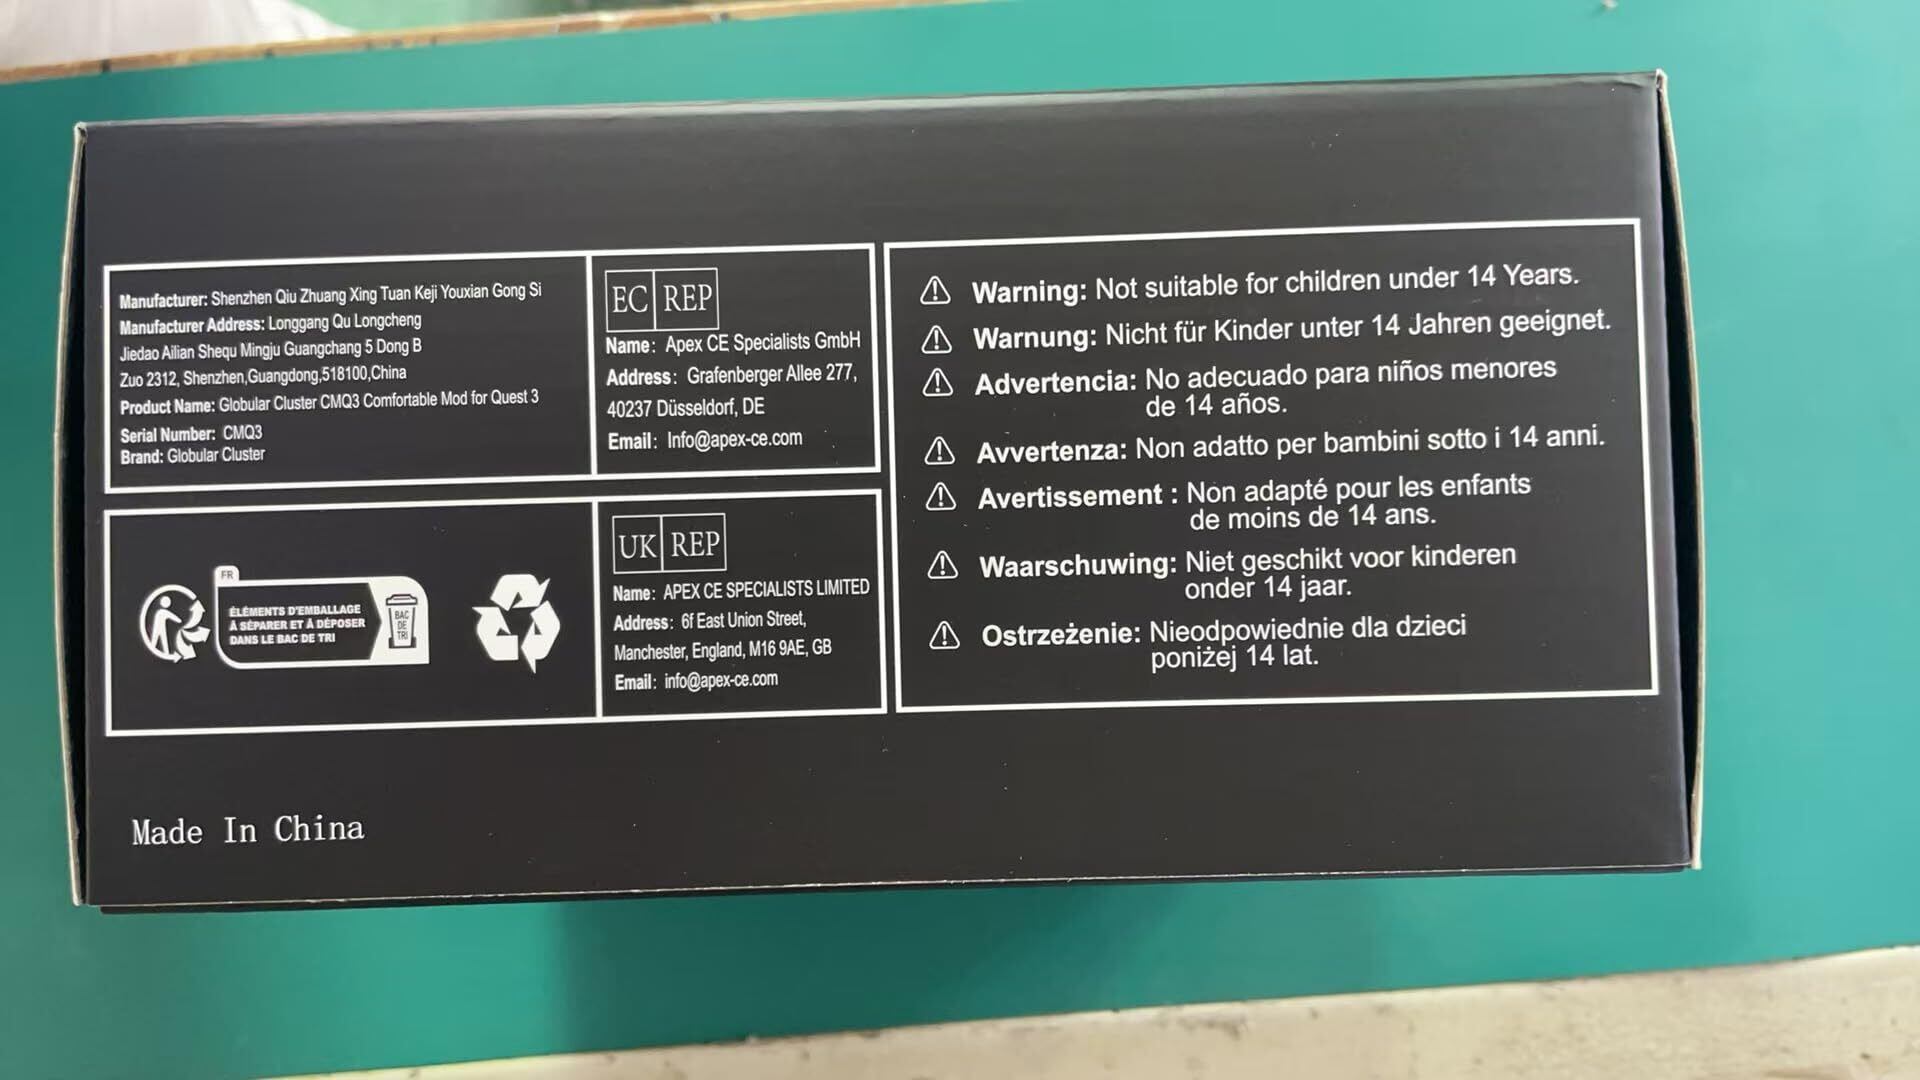 Manufacturer: Shenzhen Qiu Zhuang Xing Tuan Keji Youxian Gong Si
Manufacturer Address: Longgang Qu Longcheng
Jiedao Ailian Shequ Mingju Guangchang 5 Dong B
Zuo 2312, Shenzhen,Guangdong,518100,China
Product Name: Globular Cluster CMQ3 Comfortable Mod for Quest 3
Serial Number: CMQ3
Brand: Globular Cluster
EC REP
Name: Apex CE Specialists GmbH
Address: Grafenberger Allee 277,
40237 Düsseldorf, DE
Email: Info@apex-ce.com
FR
ÉLÉMENTS D'EMBALLAGE
À SÉPARER ET À DÉPOSER
DANS LE BAC DE TRI
BAC
DE
TRI
UK REP
Name: APEX CE SPECIALISTS LIMITED
Address: 6f East Union Street,
Manchester, England, M16 9AE, GB
Email: info@apex-ce.com
Warning: Not suitable for children under 14 Years.
Warnung: Nicht für Kinder unter 14 Jahren geeignet.
Advertencia: No adecuado para niños menores
de 14 años.
Avvertenza: Non adatto per bambini sotto i 14 anni.
Avertissement : Non adapté pour les enfants
de moins de 14 ans.
Waarschuwing: Niet geschikt voor kinderen
onder 14 jaar.
Ostrzeżenie: Nieodpowiednie dla dzieci
poniżej 14 lat.
Made In China